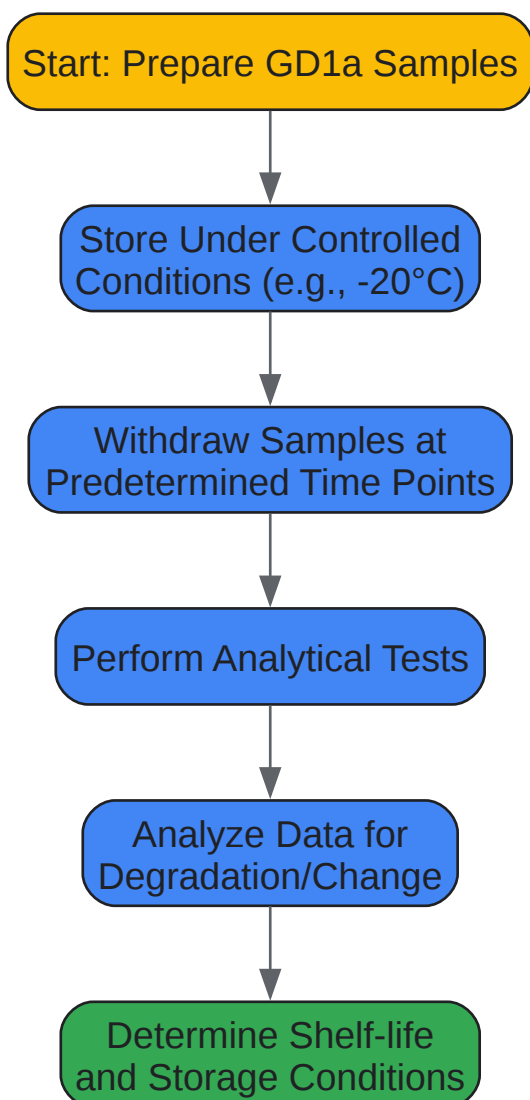 Start: Prepare GD1a Samples
Store Under Controlled
Conditions (e.g., -20°C)
Withdraw Samples at
Predetermined Time Points
Perform Analytical Tests
Analyze Data for
Degradation/Change
Determine Shelf-life
and Storage Conditions